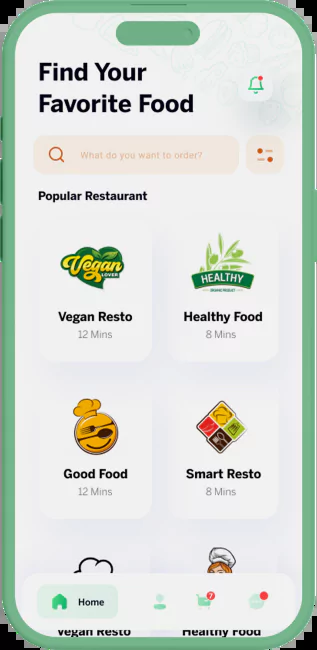 Find Your
Favorite Food
What do you want to order?
Popular Restaurant
Vegan
LOVER
HEALTHY
Vegan Resto
Healthy Food
12 Mins
8 Mins
Good Food
Smart Resto
12 Mins
8 Mins
Home
7
Vegan Resto
Healthy Food